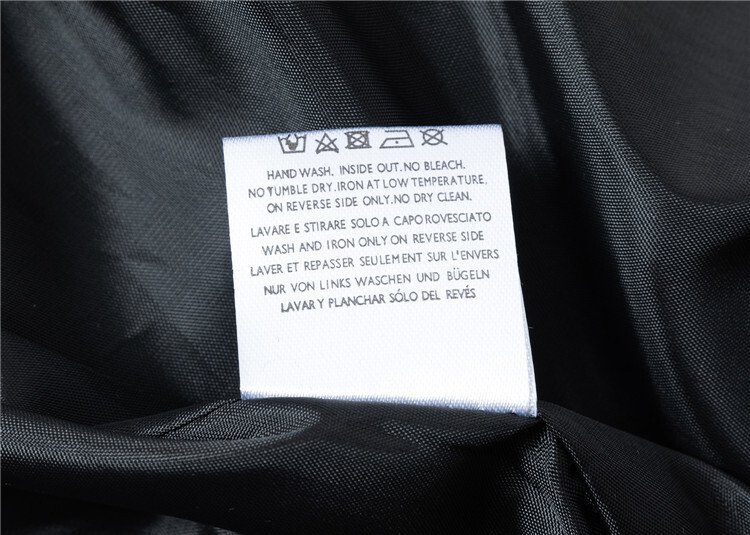 HAND WASH. INSIDE OUT. NO BLEACH.
NO TUMBLE DRY. IRON AT LOW TEMPERATURE,
ON REVERSE SIDE ONLY. NO DRY CLEAN.
LAVARE E STIRARE SOLO A CAPO ROVESCIATO
WASH AND IRON ONLY ON REVERSE SIDE
LAVER ET REPASSER SEULEMENT SUR L'ENVERS
NUR VON LINKS WASCHEN UND BÜGELN
LAVAR Y PLANCHAR SÓLO DEL REVÉS